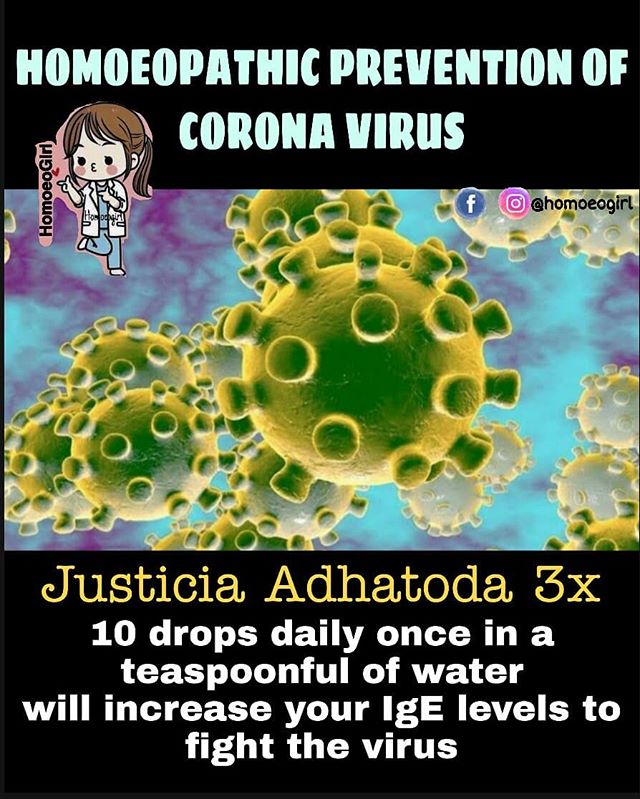 HOMOEOPATHIC PREVENTION OF
CORONA VIRUS
HomoeoGirl
Homoeogirl
@homoeogirl
Justicia Adhatoda 3x
10 drops daily once in a
teaspoonful of water
will increase your IgE levels to
fight the virus